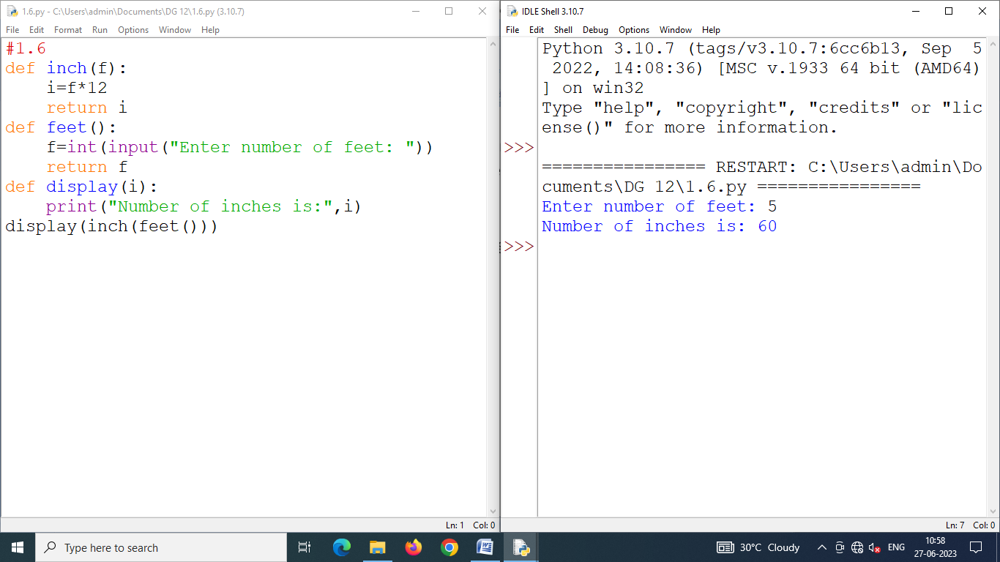 1.6.py - C:\Users\admin\Documents\DG 12\1.6.py (3.10.7)
File Edit Format Run Options Window Help
#1.6
def inch(f):
    i=f*12
    return i
def feet():
    f=int(input("Enter number of feet: "))
    return f
def display(i):
    print("Number of inches is:",i)
display(inch(feet()))
Ln: 1 Col: 0
IDLE Shell 3.10.7
File Edit Shell Debug Options Window Help
Python 3.10.7 (tags/v3.10.7:6cc6b13, Sep  5
 2022, 14:08:36) [MSC v.1933 64 bit (AMD64)
] on win32
Type "help", "copyright", "credits" or "lic
ense()" for more information.
>>>
================ RESTART: C:\Users\admin\Do
cuments\DG 12\1.6.py ================
Enter number of feet: 5
Number of inches is: 60
>>>
Ln: 7 Col: 0
Type here to search
30°C Cloudy
ENG
10:58
27-06-2023